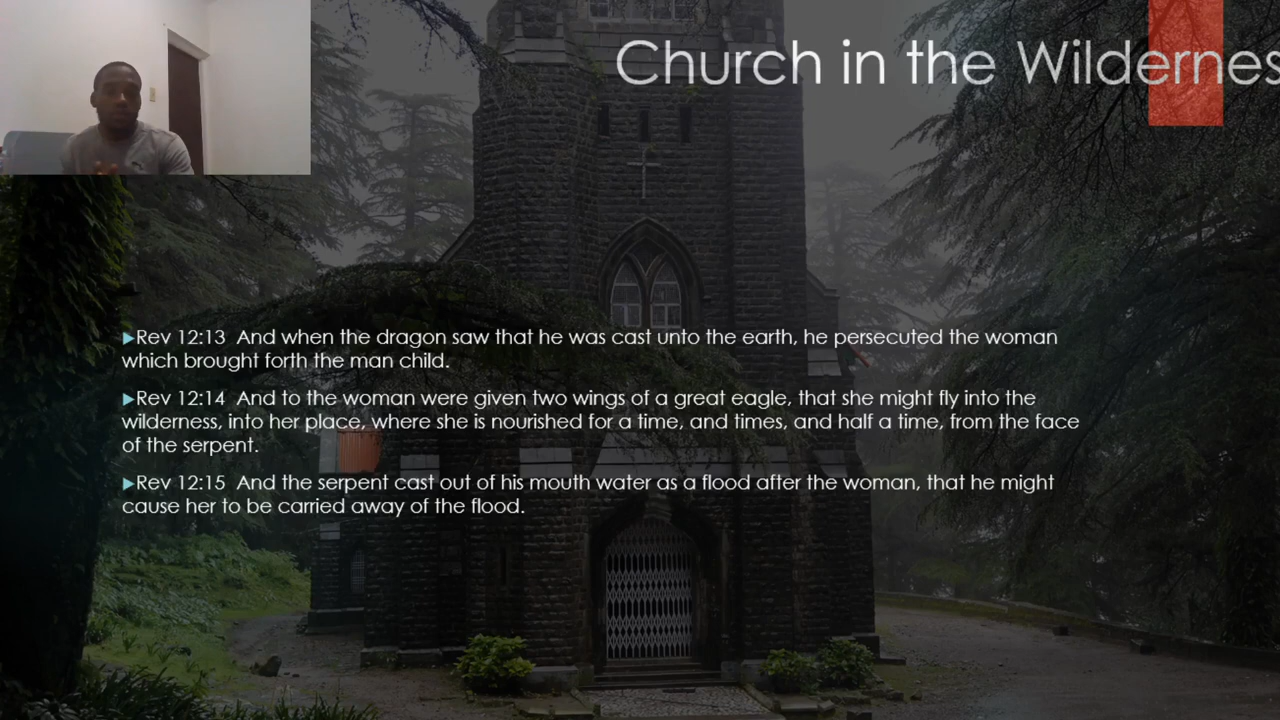 Church in the Wildernes
▶Rev 12:13  And when the dragon saw that he was cast unto the earth, he persecuted the woman
which brought forth the man child.
▶Rev 12:14  And to the woman were given two wings of a great eagle, that she might fly into the
wilderness, into her place, where she is nourished for a time, and times, and half a time, from the face
of the serpent.
▶Rev 12:15  And the serpent cast out of his mouth water as a flood after the woman, that he might
cause her to be carried away of the flood.